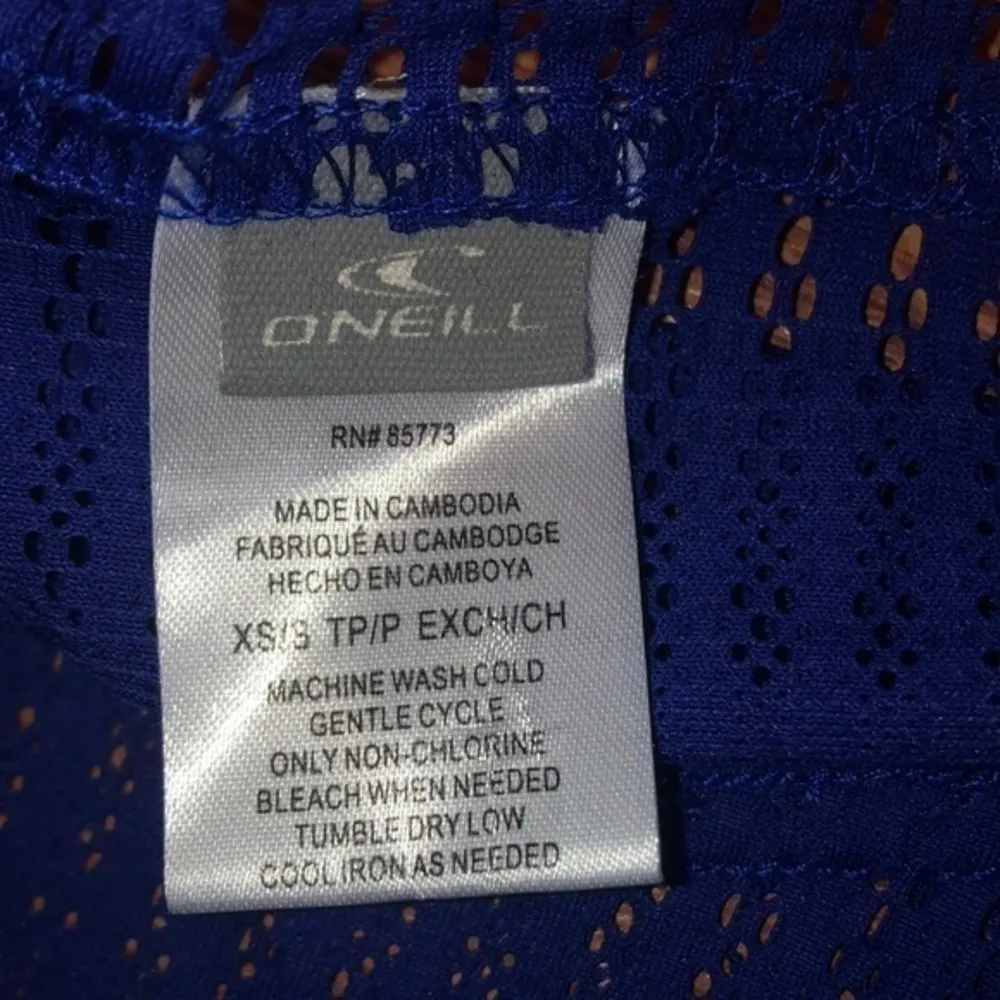 O'NEILL
RN# 85773
MADE IN CAMBODIA
FABRIQUÉ AU CAMBODGE
HECHO EN CAMBOYA
XS/S TP/P EXCH/CH
MACHINE WASH COLD
GENTLE CYCLE
ONLY NON-CHLORINE
BLEACH WHEN NEEDED
TUMBLE DRY LOW
COOL IRON AS NEEDED